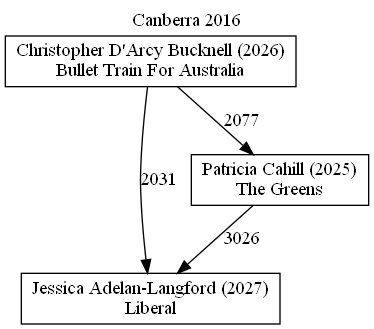 Canberra 2016
Christopher D'Arcy Bucknell (2026)
Bullet Train For Australia
2077
Patricia Cahill (2025)
The Greens
2031
3026
Jessica Adelan-Langford (2027)
Liberal